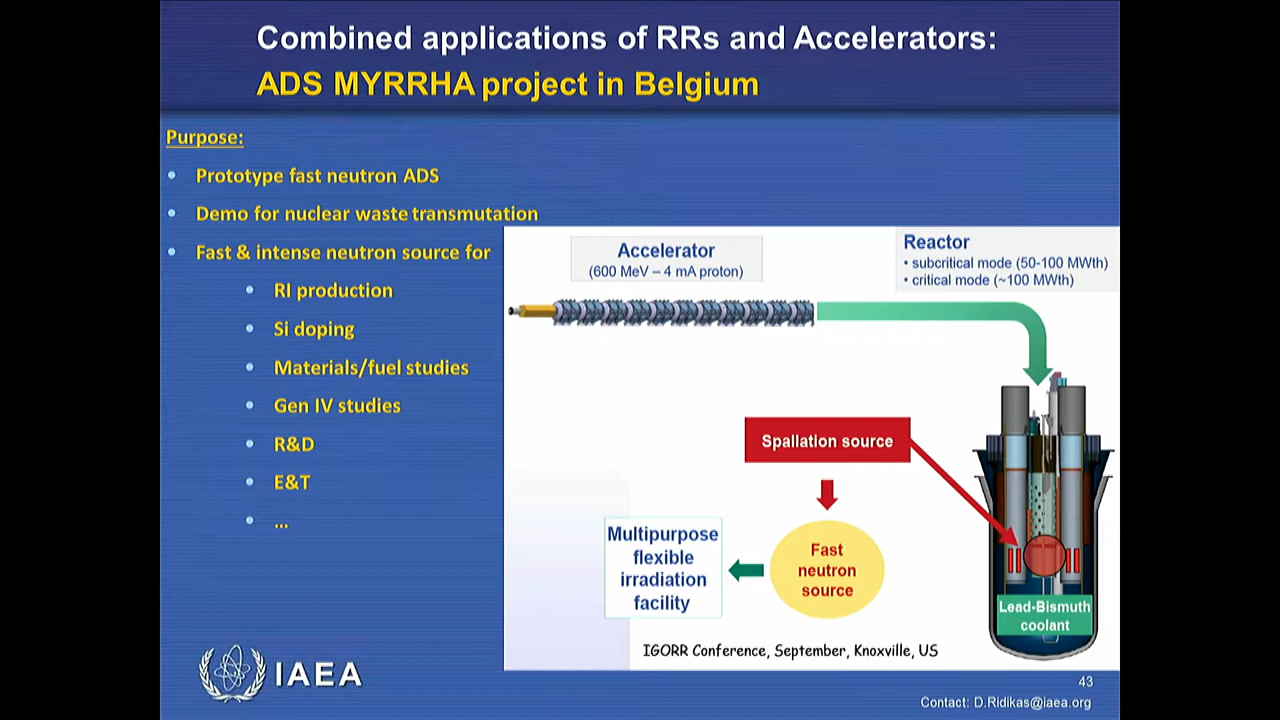 Combined applications of RRs and Accelerators:
ADS MYRRHA project in Belgium
Purpose:
• Prototype fast neutron ADS
• Demo for nuclear waste transmutation
• Fast & intense neutron source for
• RI production
• Si doping
• Materials/fuel studies
• Gen IV studies
• R&D
• E&T
• ...
Accelerator
(600 MeV – 4 mA proton)
Reactor
• subcritical mode (50-100 MWth)
• critical mode (~100 MWth)
Spallation source
Fast
neutron
source
Multipurpose
flexible
irradiation
facility
Lead-Bismuth
coolant
IGORR Conference, September, Knoxville, US
IAEA
43
Contact: D.Ridikas@iaea.org